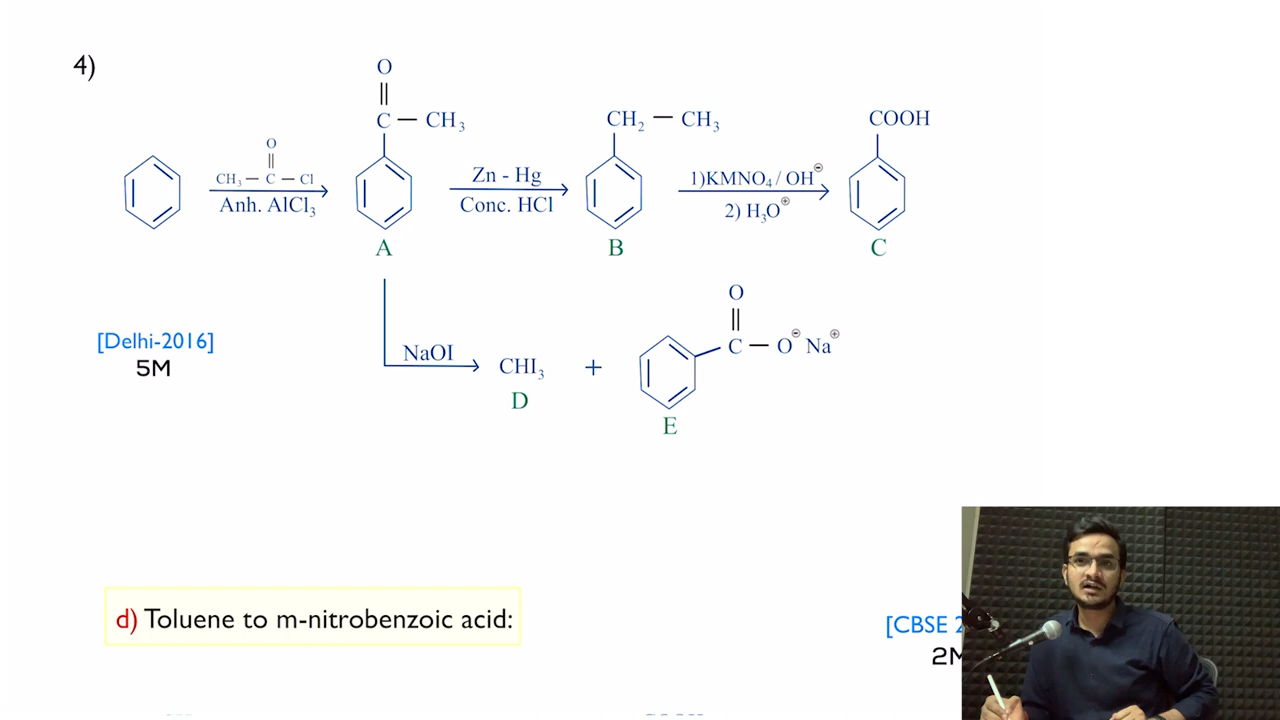 4)
O
C — CH₃
CH₂ — CH₃
COOH
O
CH₃ — C — Cl
Anh. AlCl₃
Zn - Hg
Conc. HCl
1)KMNO₄ / OH⊖
2) H₃O⊕
A
B
C
O
[Delhi-2016]
5M
NaOI
CHI₃
+
C — O⊖ Na⊕
D
E
d) Toluene to m-nitrobenzoic acid:
[CBSE 2
2M